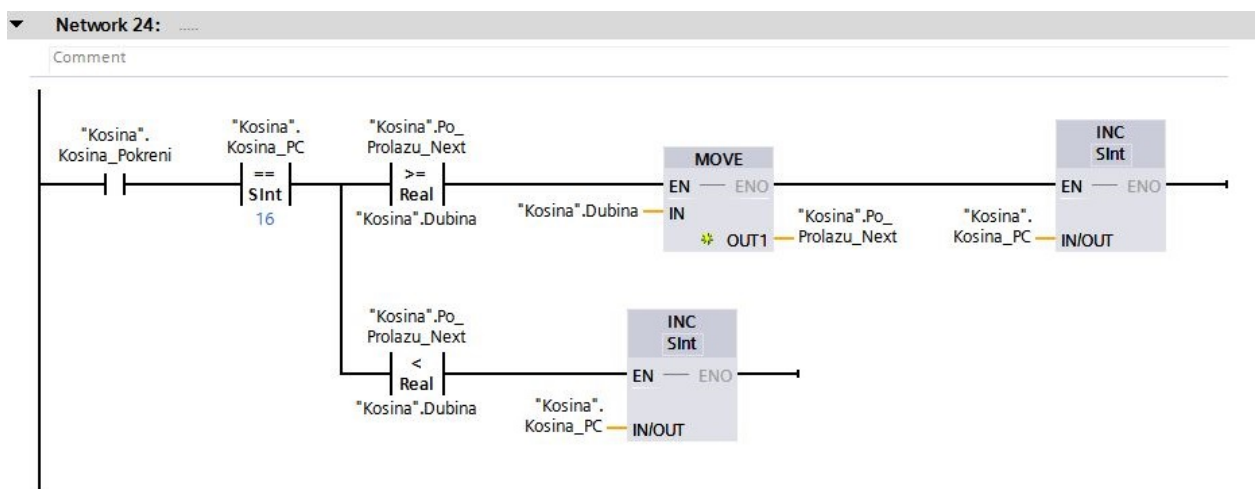 Network 24: .....
Comment
"Kosina".
Kosina_Pokreni
"Kosina".
Kosina_PC
==
SInt
16
"Kosina".Po_
Prolazu_Next
>=
Real
"Kosina".Dubina
MOVE
EN
ENO
"Kosina".Dubina
IN
OUT1
"Kosina".Po_
Prolazu_Next
INC
SInt
EN
ENO
"Kosina".
Kosina_PC
IN/OUT
"Kosina".Po_
Prolazu_Next
<
Real
"Kosina".Dubina
INC
SInt
EN
ENO
"Kosina".
Kosina_PC
IN/OUT